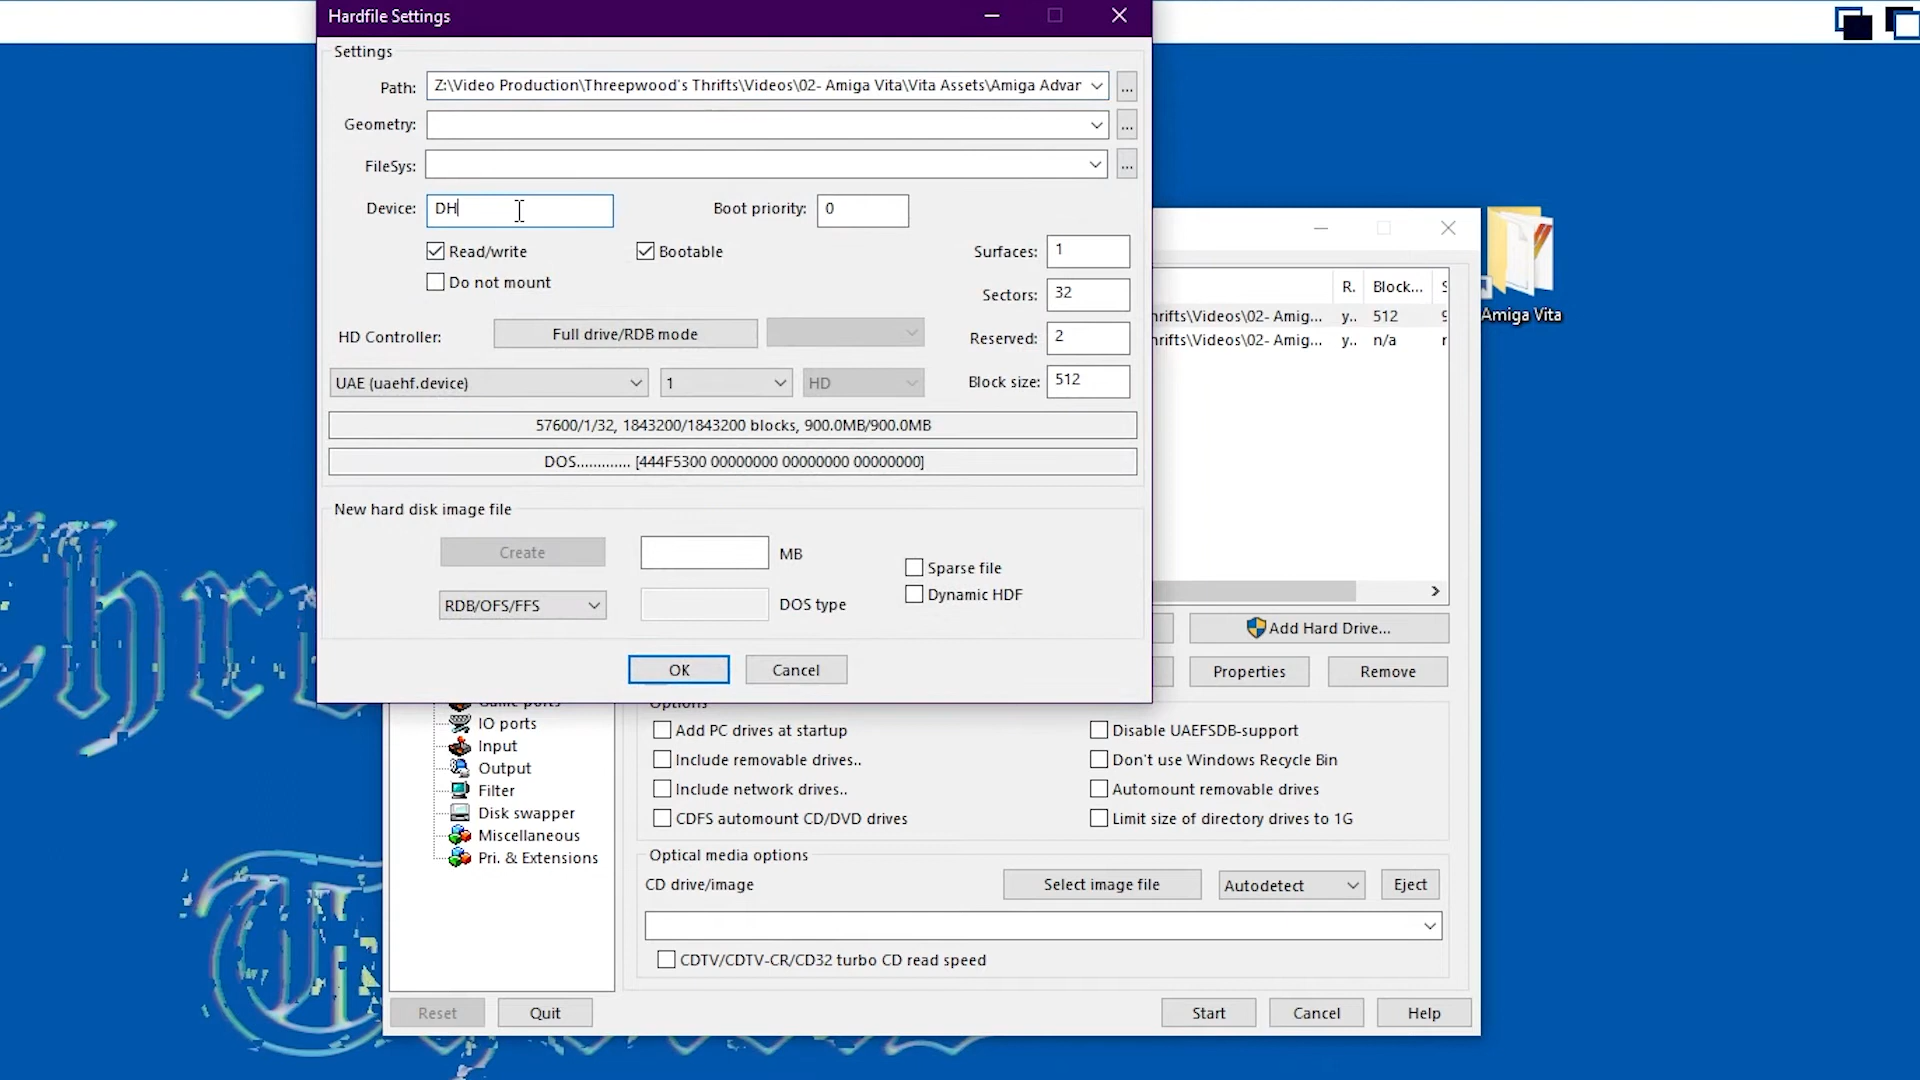 Hardfile Settings
Settings
Path: Z:\Video Production\Threepwood's Thrifts\Videos\02- Amiga Vita\Vita Assets\Amiga Advar
...
Geometry:
...
FileSys:
...
Device: DH
Boot priority: 0
Read/write
Bootable
Surfaces: 1
Do not mount
Sectors: 32
HD Controller:
Full drive/RDB mode
Reserved: 2
UAE (uaehf.device)
1
HD
Block size: 512
57600/1/32, 1843200/1843200 blocks, 900.0MB/900.0MB
DOS............. [444F5300 00000000 00000000 00000000]
New hard disk image file
Create
MB
Sparse file
RDB/OFS/FFS
DOS type
Dynamic HDF
OK
Cancel
R. Block...
hrifts\Videos\02- Amig... y.. 512
hrifts\Videos\02- Amig... y.. n/a
Amiga Vita
Add Hard Drive...
Properties
Remove
Game ports
IO ports
Input
Output
Filter
Disk swapper
Miscellaneous
Pri. & Extensions
Options
Add PC drives at startup
Disable UAEFSDB-support
Include removable drives..
Don't use Windows Recycle Bin
Include network drives..
Automount removable drives
CDFS automount CD/DVD drives
Limit size of directory drives to 1G
Optical media options
CD drive/image
Select image file
Autodetect
Eject
CDTV/CDTV-CR/CD32 turbo CD read speed
Reset
Quit
Start
Cancel
Help